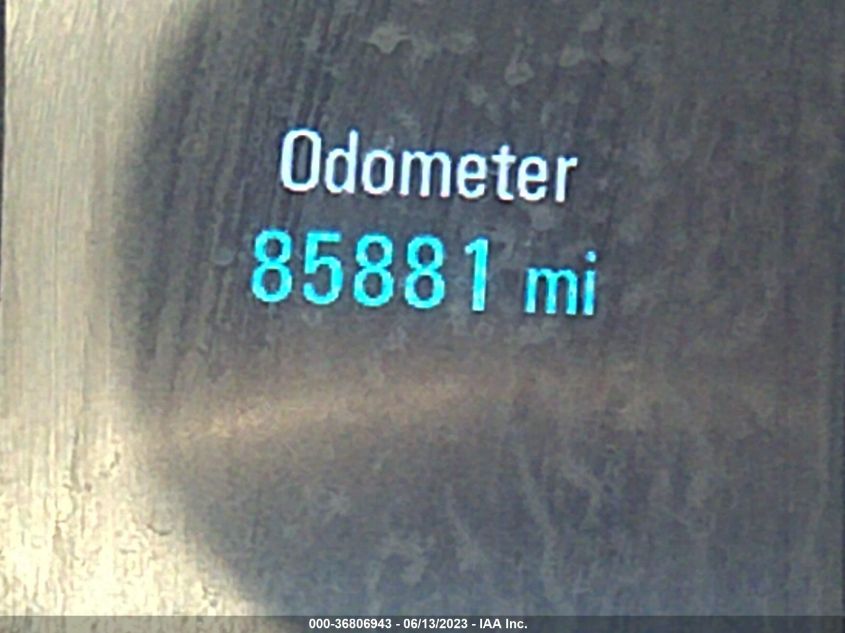 Odometer
85881 mi
000-36806943 - 06/13/2023 - IAA Inc.